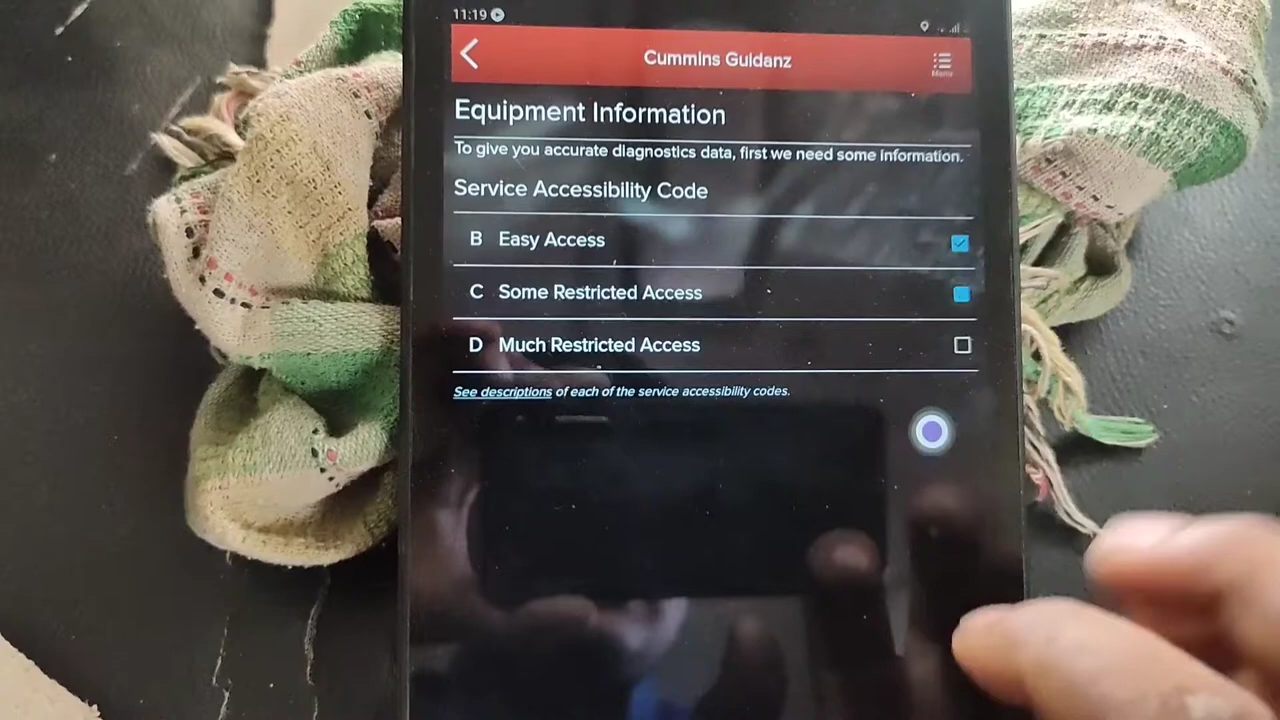 11:19
Cummins Guidanz
Menu
Equipment Information
To give you accurate diagnostics data, first we need some information.
Service Accessibility Code
B Easy Access
C Some Restricted Access
D Much Restricted Access
See descriptions of each of the service accessibility codes.